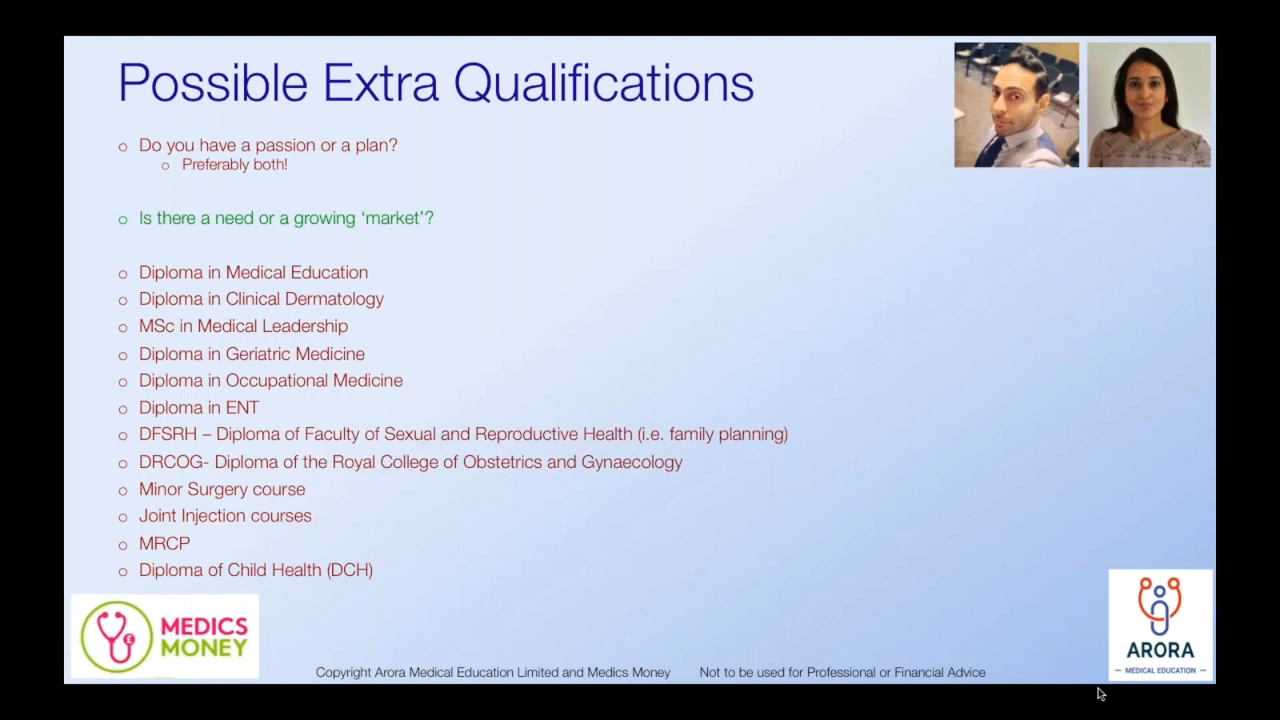 Possible Extra Qualifications
Do you have a passion or a plan?
Preferably both!
Is there a need or a growing ‘market’?
Diploma in Medical Education
Diploma in Clinical Dermatology
MSc in Medical Leadership
Diploma in Geriatric Medicine
Diploma in Occupational Medicine
Diploma in ENT
DFSRH – Diploma of Faculty of Sexual and Reproductive Health (i.e. family planning)
DRCOG- Diploma of the Royal College of Obstetrics and Gynaecology
Minor Surgery course
Joint Injection courses
MRCP
Diploma of Child Health (DCH)
MEDICS
MONEY
Copyright Arora Medical Education Limited and Medics Money Not to be used for Professional or Financial Advice
ARORA
– MEDICAL EDUCATION –